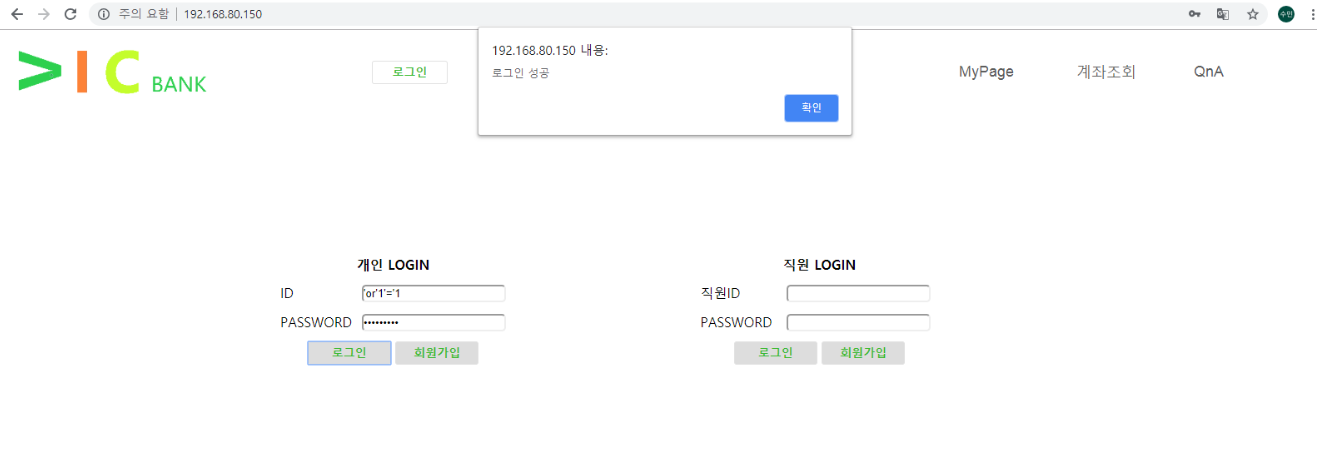 주의 요함 192.168.80.150
수민
192.168.80.150 내용:
로그인 성공
확인
>IC BANK
로그인
MyPage
계좌조회
QnA
개인 LOGIN
ID
'or'1'='1
PASSWORD
•••••••••
로그인
회원가입
직원 LOGIN
직원ID
PASSWORD
로그인
회원가입